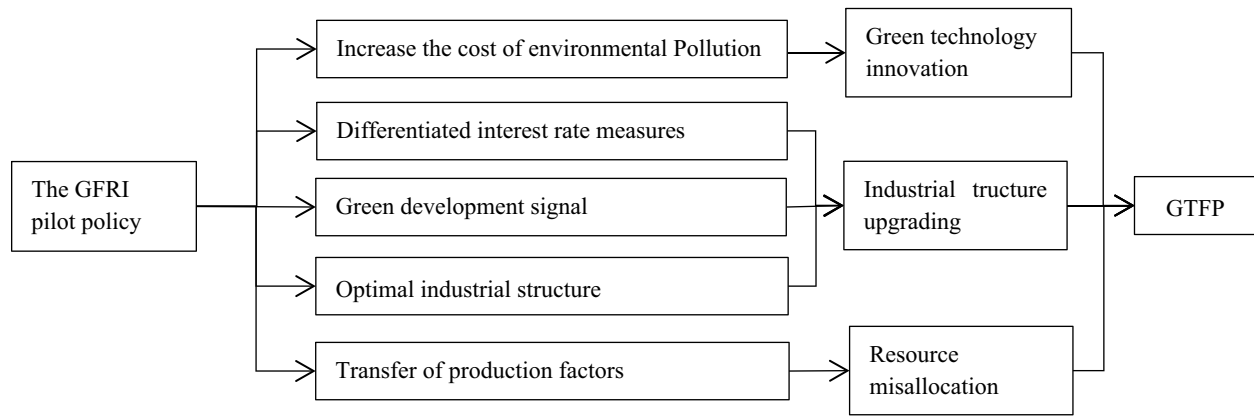 Increase the cost of environmental Pollution
Green technology
innovation
Differentiated interest rate measures
The GFRI
pilot policy
Green development signal
Industrial tructure
upgrading
GTFP
Optimal industrial structure
Transfer of production factors
Resource
misallocation